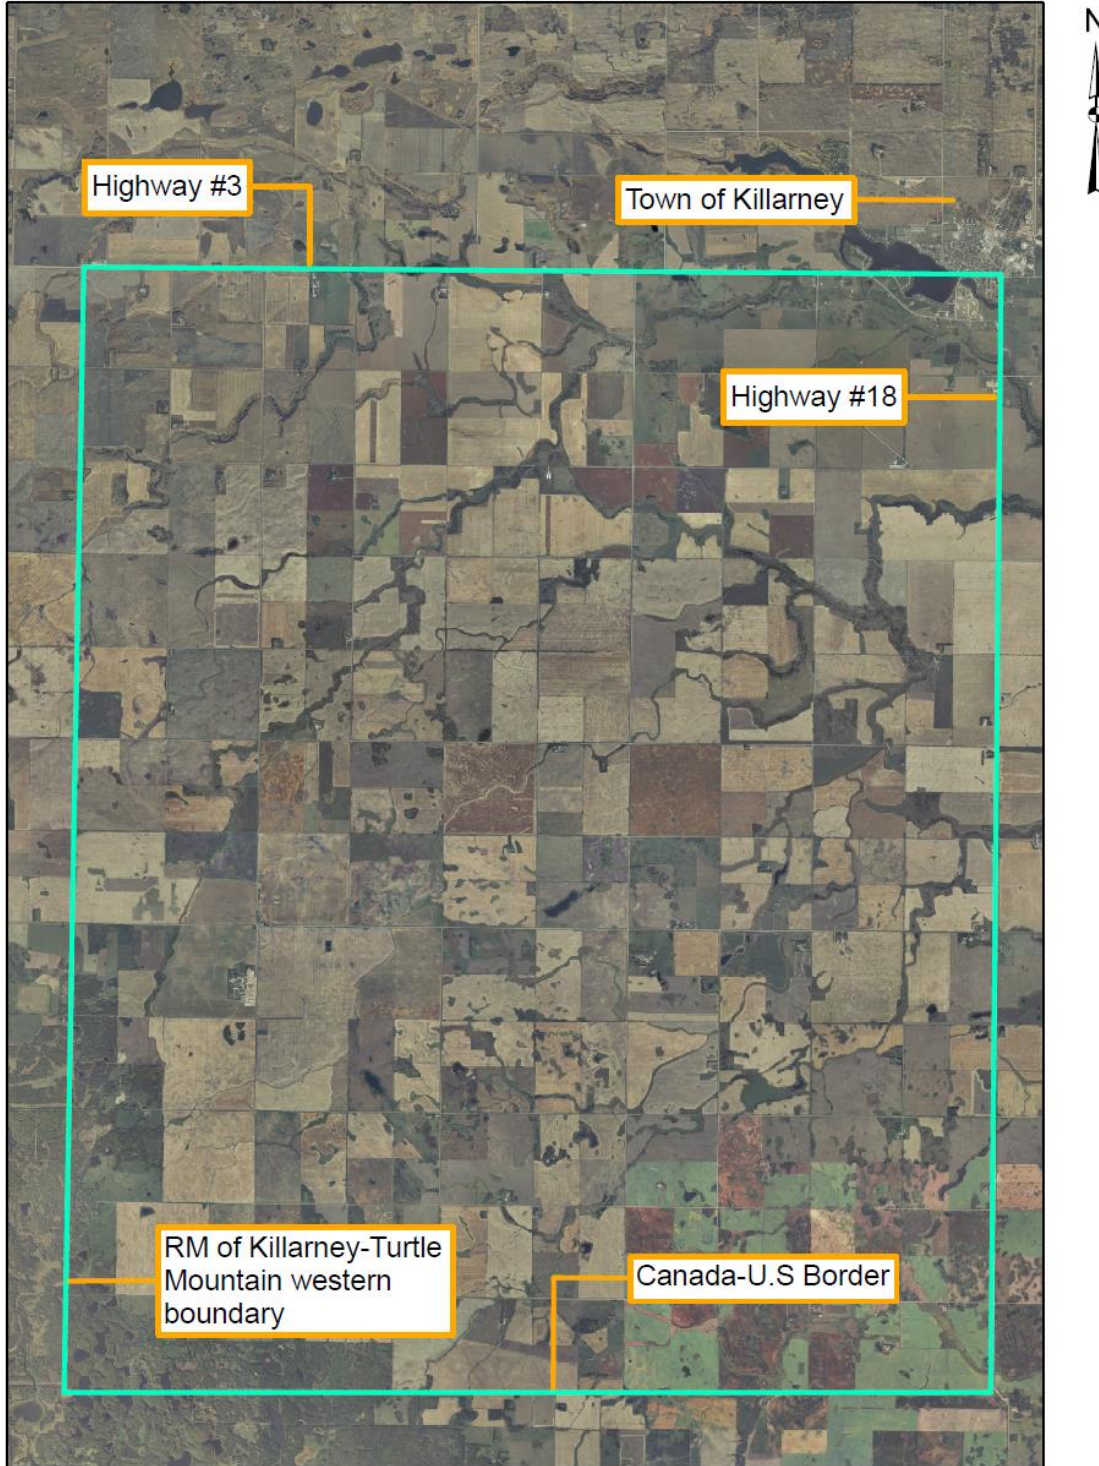 N
Highway #3
Town of Killarney
Highway #18
RM of Killarney-Turtle
Mountain western
boundary
Canada-U.S Border